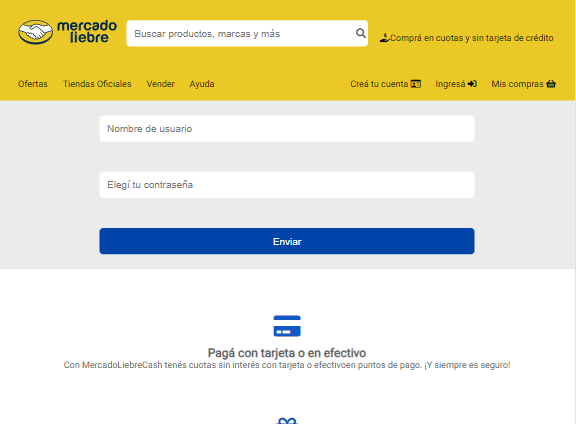 mercado
liebre
Buscar productos, marcas y más
Comprá en cuotas y sin tarjeta de crédito
Ofertas Tiendas Oficiales Vender Ayuda Creá tu cuenta Ingresá Mis compras
Nombre de usuario
Elegí tu contraseña
Enviar
Pagá con tarjeta o en efectivo
Con MercadoLiebreCash tenés cuotas sin interés con tarjeta o efectivoen puntos de pago. ¡Y siempre es seguro!